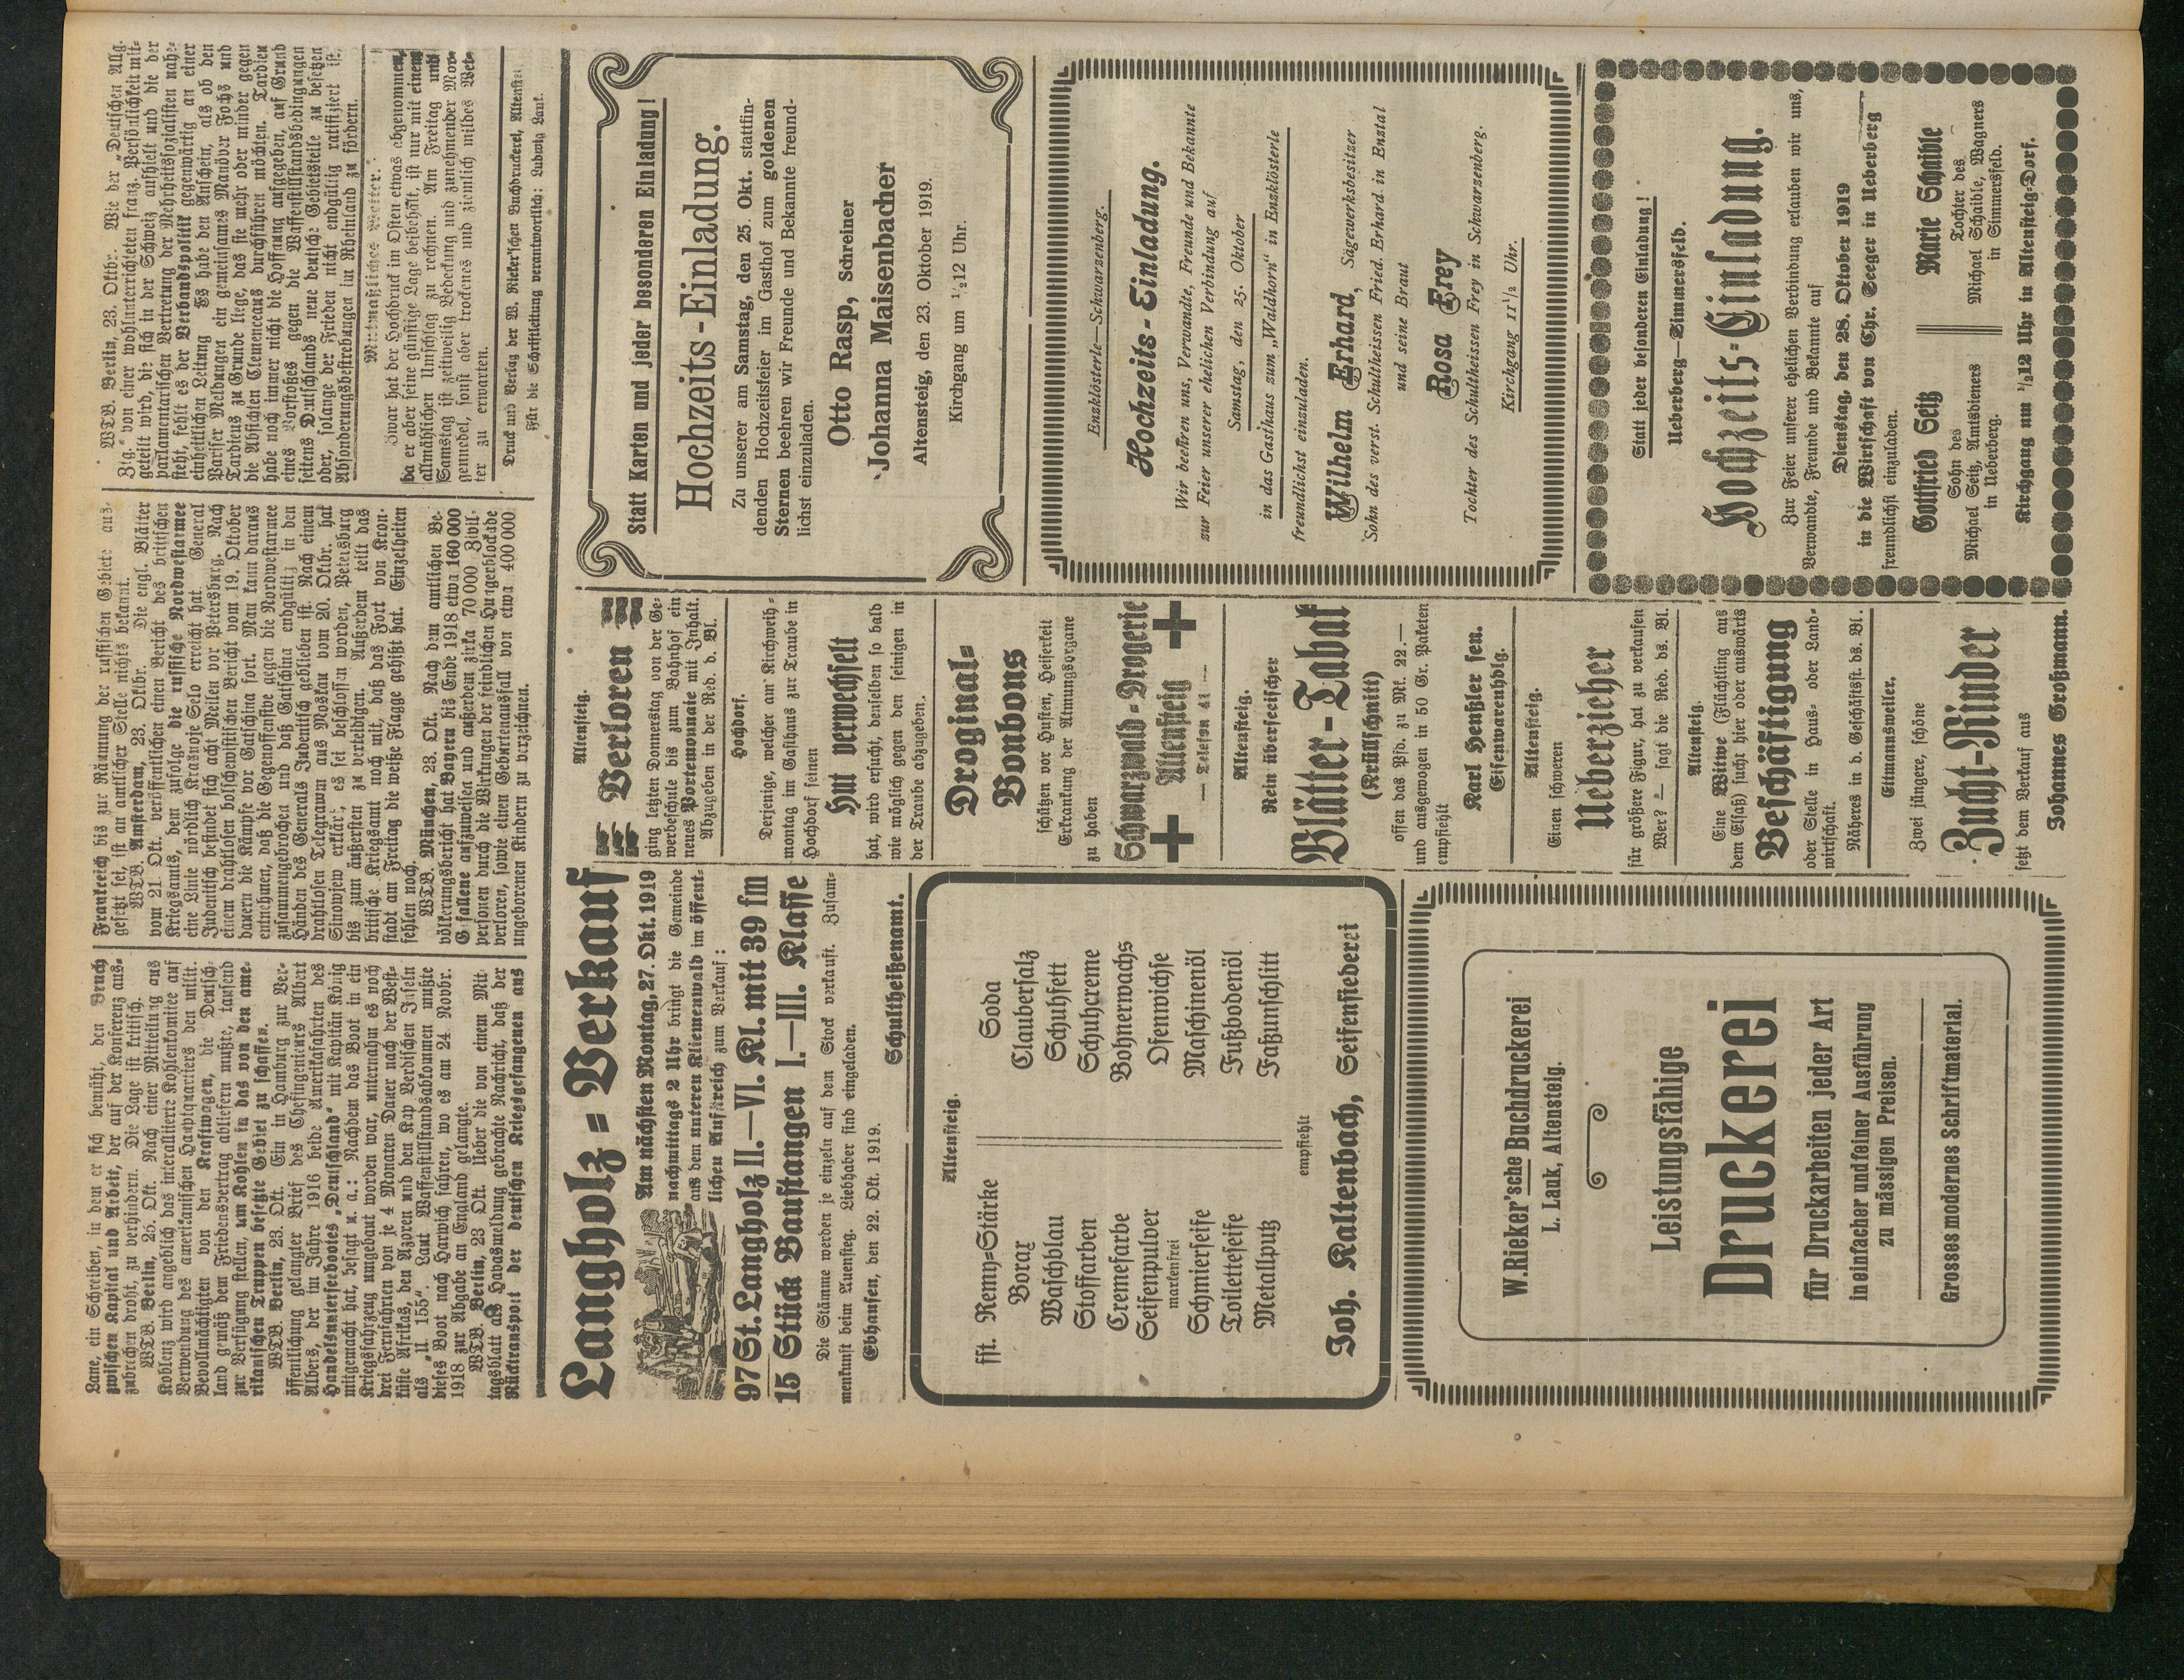 Lane, ein Schreiben, in dem er sich bemüht, den Bruch
zwischen Kapital und Arbeit, der auf der Konferenz aus-
zubrechen droht, zu verhindern. Die Lage ist kritisch.
WTB. Berlin, 23. Okt. Nach einer Mitteilung aus
Koblenz wird angeblich das interalliierte Kohlenkomitee auf
Verwendung des amerikanischen Hauptquartiers den milit.
Bevollmächtigten von den Kraftwagen, die Deutsch-
land gemäß dem Friedensvertrag abliefern mußte, tausend
zur Verfügung stellen, um Kohlen in das von den ame-
rikanischen Truppen besetzte Gebiet zu schaffen.
WTB. Berlin, 23. Okt. Ein in Hamburg zur Ver-
öffentlichung gelangter Brief des Chefingenieurs Albert
Albers, der im Jahre 1916 beide Amerikafahrten des
Handelsunterseebootes „Deutschland" mit Kapitän König
mitgemacht hat, besagt u. a.: Nachdem das Boot in ein
Kriegsfahrzeug umgebaut worden war, unternahm es noch
drei Fernfahrten von je 4 Monaten Dauer nach der West-
küste Afrikas, den Azoren und den Kap Verdischen Inseln
als „U. 155". Laut Waffenstillstandsabkommen mußte
dieses Boot nach Harwich fahren, wo es am 24. Novbr.
1918 zur Abgabe an England gelangte.
WTB. Berlin, 23 Okt. Ueber die von einem Mit-
tagsblatt als Havasmeldung gebrachte Nachricht, daß der
Rücktransport der deutschen Kriegsgefangenen aus
Frankreich bis zur Räumung der russischen Gebiete aus-
gesetzt sei, ist an amtlicher Stelle nichts bekannt.
WTB. Amsterdam, 23. Oktbr. Die engl. Blätter
vom 21. Okt. veröffentlichen einen Bericht des britischen
Kriegsamts, dem zufolge die russische Nordwestarmee
eine Linie nördlich Krasnoje Selo erreicht hat. General
Judenitsch befindet sich acht Meilen vor Petersburg. Nach
einem drahtlosen bolschewistischen Bericht vom 19. Oktober
dauern die Kämpfe vor Gatschina fort. Man kann daraus
entnehmen, daß die Gegenoffensive gegen die Nordwestarmee
zusammengebrochen und daß Gatschina endgültig in den
Händen des Generals Judenitsch geblieben ist. Nach einem
drahtlosen Telegramm aus Moskau vom 20. Oktbr. hat
Sinowjew erklärt, es sei beschlossen worden, Petersburg
bis zum äußersten zu verteidigen. Außerdem teilt das
britische Kriegsamt noch mit, daß das Fort von Kron-
stadt am Freitag die weiße Flagge gehißt hat. Einzelheiten
fehlen noch.
WTB. München, 23. Okt. Nach dem amtlichen Be-
völkerungsbericht hat Bayern bis Ende 1918 etwa 160 000
Gefallene aufzuweisen und außerdem zirka 70 000 Zivil-
personen durch die Wirkungen der feindlichen Hungerblockade
verloren, sowie einen Geburtenausfall von etwa 400 000
ungeborenen Kindern zu verzeichnen.
WTB. Berlin, 23. Oktbr. Wie der „Deutschen Allg.
Ztg." von einer wohlunterrichteten franz. Persönlichkeit mit-
geteilt wird, die sich in der Schweiz aufhielt und die der
parlamentarischen Vertretung der Mehrheitssozialisten nahe-
steht, fehlt es der Verbandspolitik gegenwärtig an einer
einheitlichen Leitung. Es habe den Anschein, als ob den
Pariser Meldungen ein gemeinsames Manöver Fochs und
Tardieus zu Grunde liege, das sie mehr oder minder gegen
die Absichten Clemenceaus durchführen möchten. Tardieu
habe noch immer nicht die Hoffnung aufgegeben, auf Grund
eines Vorstoßes gegen die Waffenstillstandsbedingungen
seitens Deutschlands neue deutsche Gebietsteile zu besetzen
oder, solange der Frieden nicht endgültig ratifiziert ist,
Absonderungsbestrebungen im Rheinland zu fördern.
Mutmaßliches Wetter.
Zwar hat der Hochdruck im Osten etwas abgenommen,
da er aber seine günstige Lage beibehält, ist nur mit einem
allmählichen Umschlag zu rechnen. Am Freitag und
Samstag ist zeitweilig Bedeckung und zunehmender Mor-
gennebel, sonst aber trockenes und ziemlich mildes Wet-
ter zu erwarten.
Druck und Verlag der W. Rieker'schen Buchdruckerei, Altensteig.
Für die Schriftleitung verantwortlich: Ludwig Lauk.
Langholz-Verkauf
Am nächsten Montag, 27. Okt. 1919
nachmittags 2 Uhr bringt die Gemeinde
aus dem unteren Kliemenwald im öffent-
lichen Aufstreich zum Verkauf:
97 St. Langholz II.—VI. Kl. mit 39 fm
15 Stück Baustangen I.—III. Klasse
Die Stämme werden je einzeln auf dem Stock verkauft. Zusam-
menkunft beim Auensteg. Liebhaber sind eingeladen.
Ebhausen, den 22. Okt. 1919.
Schultheißenamt.
Altensteig.
fst. Remy-Stärke
Borax
Waschblau
Stoffarben
Cremefarbe
Seifenpulver
markenfrei
Schmierseife
Toiletteseife
Metallputz
Soda
Glaubersalz
Schuhfett
Schuhcreme
Bohnerwachs
Ofenwichse
Maschinenöl
Fußbodenöl
Faßunschlitt
empfiehlt
Joh. Kaltenbach, Seifensiederei
W. Rieker'sche Buchdruckerei
L. Lauk, Altensteig.
Leistungsfähige
Druckerei
für Druckarbeiten jeder Art
in einfacher und feiner Ausführung
zu mässigen Preisen.
Grosses modernes Schriftmaterial.
Altensteig.
Verloren
ging letzten Donnerstag von der Ge-
werbeschule bis zum Bahnhof ein
neues Portemonnaie mit Inhalt.
Abzugeben in der Red. d. Bl.
Hochdorf.
Derjenige, welcher am Kirchweih-
montag im Gasthaus zur Traube in
Hochdorf seinen
Hut verwechselt
hat, wird ersucht, denselben so bald
wie möglich gegen den seinigen in
der Traube abzugeben.
Droginal-
Bonbons
schützen vor Husten, Heiserkeit
Erkrankung der Atmungsorgane
zu haben
Schwarzwald-Drogerie
Altensteig
— Telefon 41 —
Altensteig.
Rein überseeischer
Blätter-Tabak
(Krüllschnitt)
offen das Pfd. zu Mk. 22.—
und ausgewogen in 50 Gr. Paketen
empfiehlt
Karl Henßler sen.
Eisenwarenhdlg.
Altensteig.
Einen schweren
Ueberzieher
für größere Figur, hat zu verkaufen
Wer? — sagt die Red. ds. Bl.
Altensteig.
Eine Witwe (Flüchtling aus
dem Elsaß) sucht hier oder auswärts
Beschäftigung
oder Stelle in Haus- oder Land-
wirtschaft.
Näheres in d. Geschäftsst. ds. Bl.
Ettmannsweiler.
Zwei jüngere, schöne
Zucht-Rinder
setzt dem Verkauf aus
Johannes Großmann.
Statt Karten und jeder besonderen Einladung!
Hochzeits-Einladung.
Zu unserer am Samstag, den 25. Okt. stattfin-
denden Hochzeitsfeier im Gasthof zum goldenen
Sternen beehren wir Freunde und Bekannte freund-
lichst einzuladen.
Otto Rasp, Schreiner
Johanna Maisenbacher
Altensteig, den 23. Oktober 1919.
Kirchgang um ½12 Uhr.
Enzklösterle—Schwarzenberg.
Hochzeits-Einladung.
Wir beehren uns, Verwandte, Freunde und Bekannte
zur Feier unserer ehelichen Verbindung auf
Samstag, den 25. Oktober
in das Gasthaus zum „Waldhorn" in Enzklösterle
freundlichst einzuladen.
Wilhelm Erhard, Sägewerksbesitzer
Sohn des verst. Schultheissen Fried. Erhard in Enztal
und seine Braut
Rosa Frey
Tochter des Schultheissen Frey in Schwarzenberg.
Kirchgang 11½ Uhr.
Statt jeder besonderen Einladung!
Ueberberg—Simmersfeld.
Hochzeits-Einladung.
Zur Feier unserer ehelichen Verbindung erlauben wir uns,
Verwandte, Freunde und Bekannte auf
Dienstag, den 28. Oktober 1919
in die Wirtschaft von Chr. Seeger in Ueberberg
freundlichst einzuladen.
Gottfried Seitz
Sohn des
Michael Seitz, Amtsdieners
in Ueberberg.
Marie Schaible
Tochter des
Michael Schaible, Wagners
in Simmersfeld.
Kirchgang um ½12 Uhr in Altensteig-Dorf.